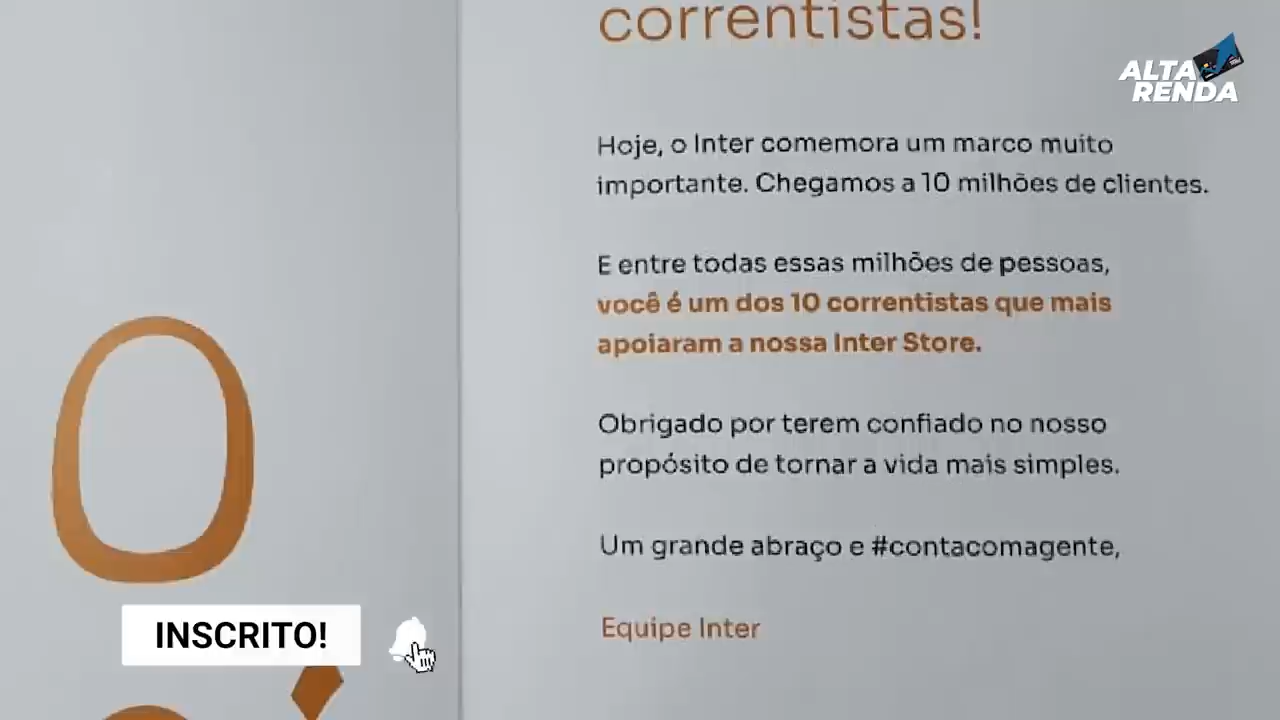 correntistas!
ALTA
RENDA
Hoje, o Inter comemora um marco muito
importante. Chegamos a 10 milhões de clientes.
E entre todas essas milhões de pessoas,
você é um dos 10 correntistas que mais
apoiaram a nossa Inter Store.
Obrigado por terem confiado no nosso
propósito de tornar a vida mais simples.
Um grande abraço e #contacomagente,
Equipe Inter
O
INSCRITO!